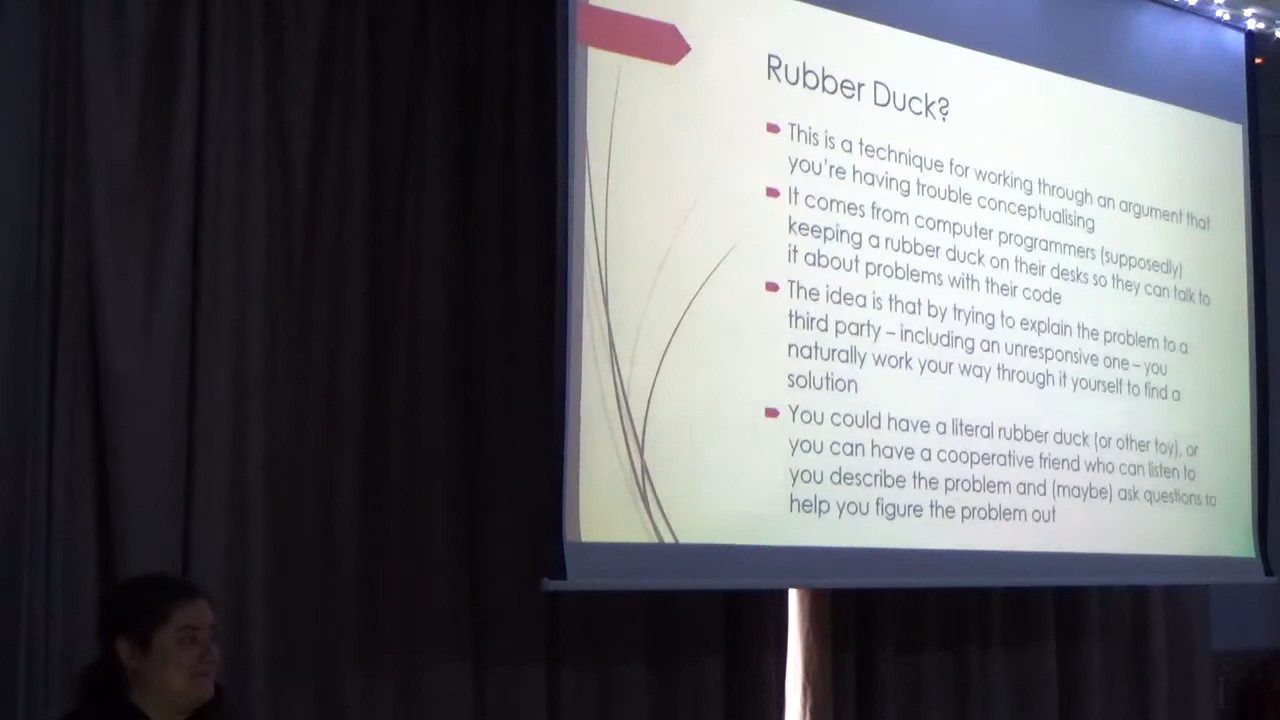 Rubber Duck?
This is a technique for working through an argument that
you're having trouble conceptualising
It comes from computer programmers (supposedly)
keeping a rubber duck on their desks so they can talk to
it about problems with their code
The idea is that by trying to explain the problem to a
third party – including an unresponsive one – you
naturally work your way through it yourself to find a
solution
You could have a literal rubber duck (or other toy), or
you can have a cooperative friend who can listen to
you describe the problem and (maybe) ask questions to
help you figure the problem out